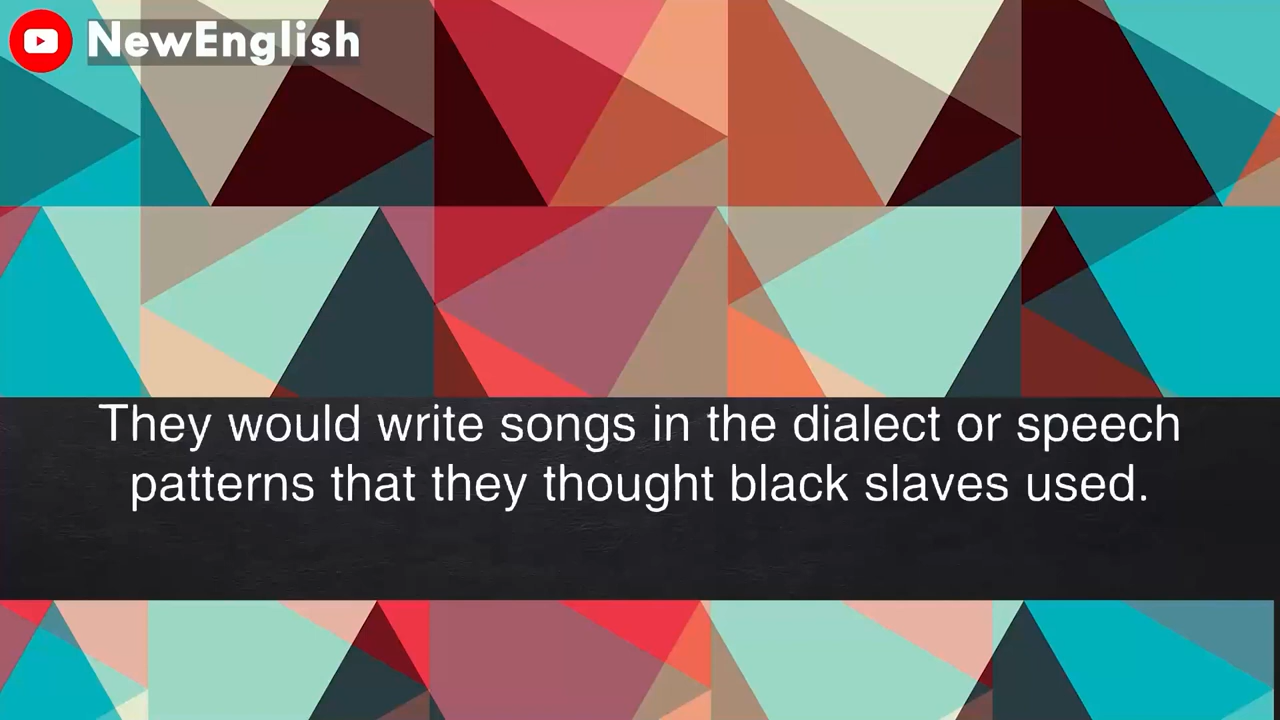 NewEnglish
They would write songs in the dialect or speech
patterns that they thought black slaves used.